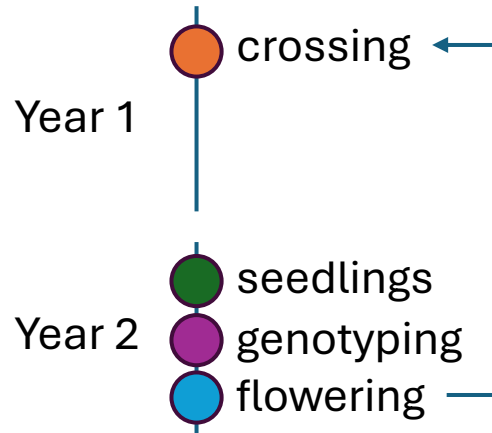 crossing
Year 1
seedlings
Year 2
genotyping
flowering